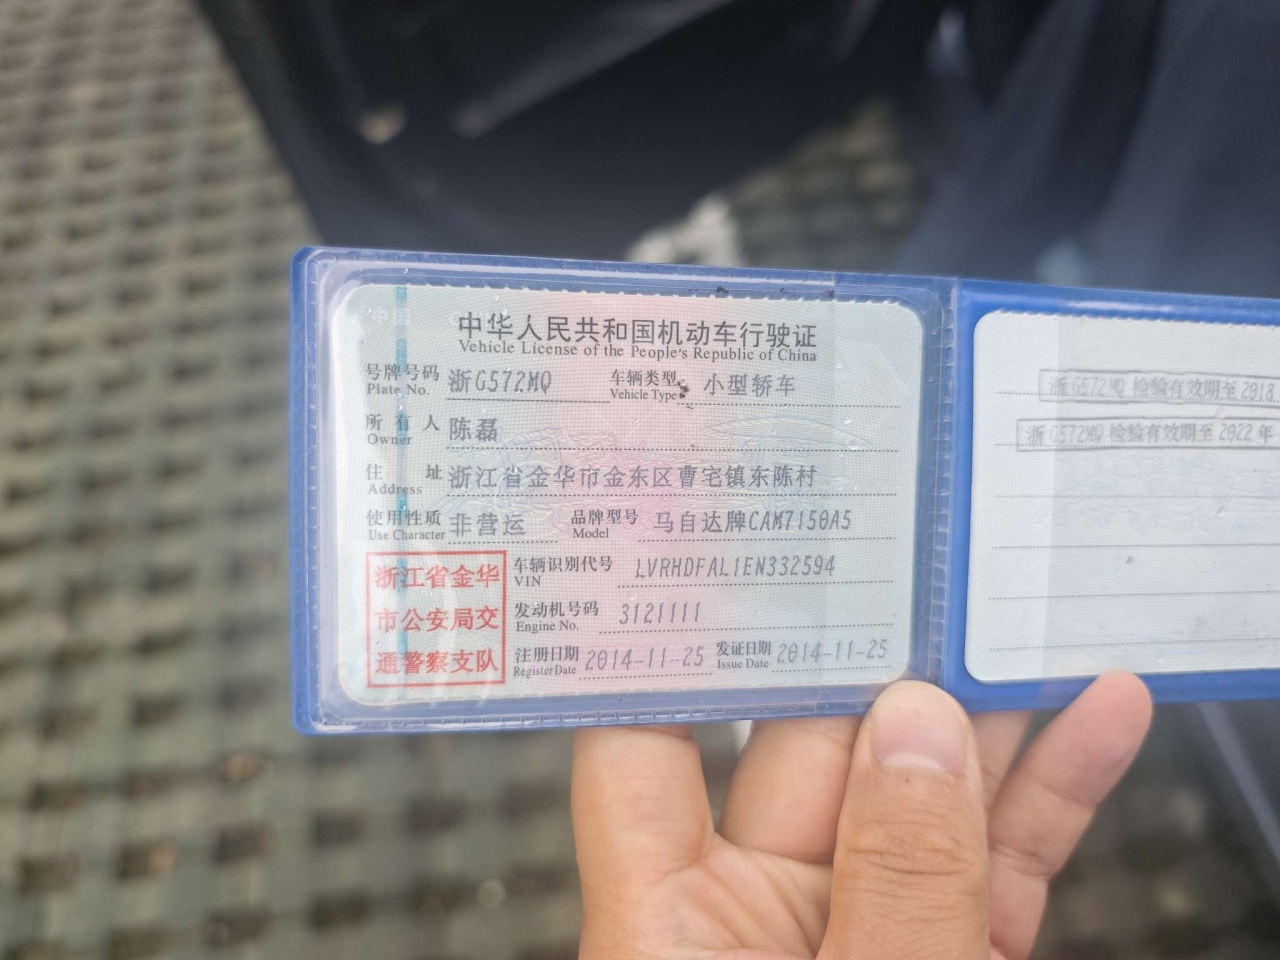 中华人民共和国机动车行驶证
Vehicle License of the People's Republic of China
号牌号码 浙G572MQ 车辆类型 小型轿车
Plate No. Vehicle Type
所有人 陈磊
Owner
住址 浙江省金华市金东区曹宅镇东陈村
Address
使用性质 非营运 品牌型号 马自达牌CAM7150A5
Use Character Model
浙江省金华
市公安局交
通警察支队
车辆识别代号 LVRHDFAL1EN332594
VIN
发动机号码 3121111
Engine No.
注册日期 2014-11-25 发证日期 2014-11-25
Register Date Issue Date
浙G572MQ 检验有效期至2018
浙G572MQ 检验有效期至2022年